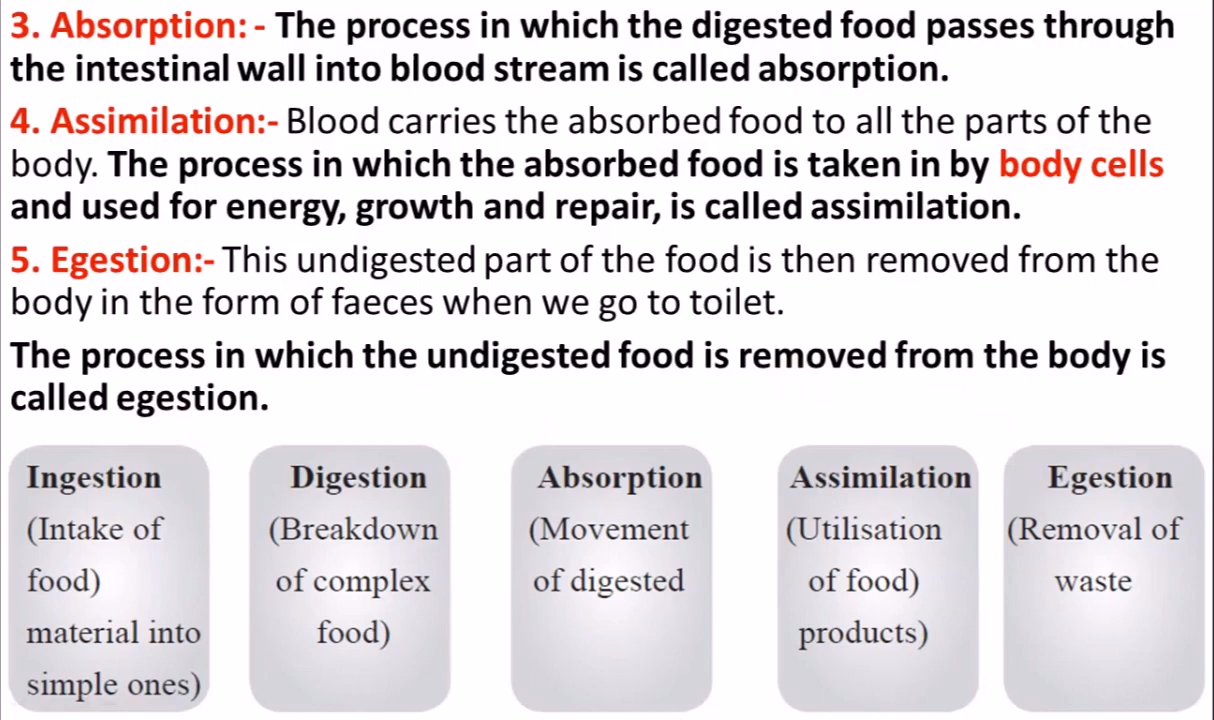 3. Absorption: - The process in which the digested food passes through
the intestinal wall into blood stream is called absorption.
4. Assimilation:- Blood carries the absorbed food to all the parts of the
body. The process in which the absorbed food is taken in by body cells
and used for energy, growth and repair, is called assimilation.
5. Egestion:- This undigested part of the food is then removed from the
body in the form of faeces when we go to toilet.
The process in which the undigested food is removed from the body is
called egestion.
Ingestion
(Intake of
food)
material into
simple ones)
Digestion
(Breakdown
of complex
food)
Absorption
(Movement
of digested
Assimilation
(Utilisation
of food)
products)
Egestion
(Removal of
waste